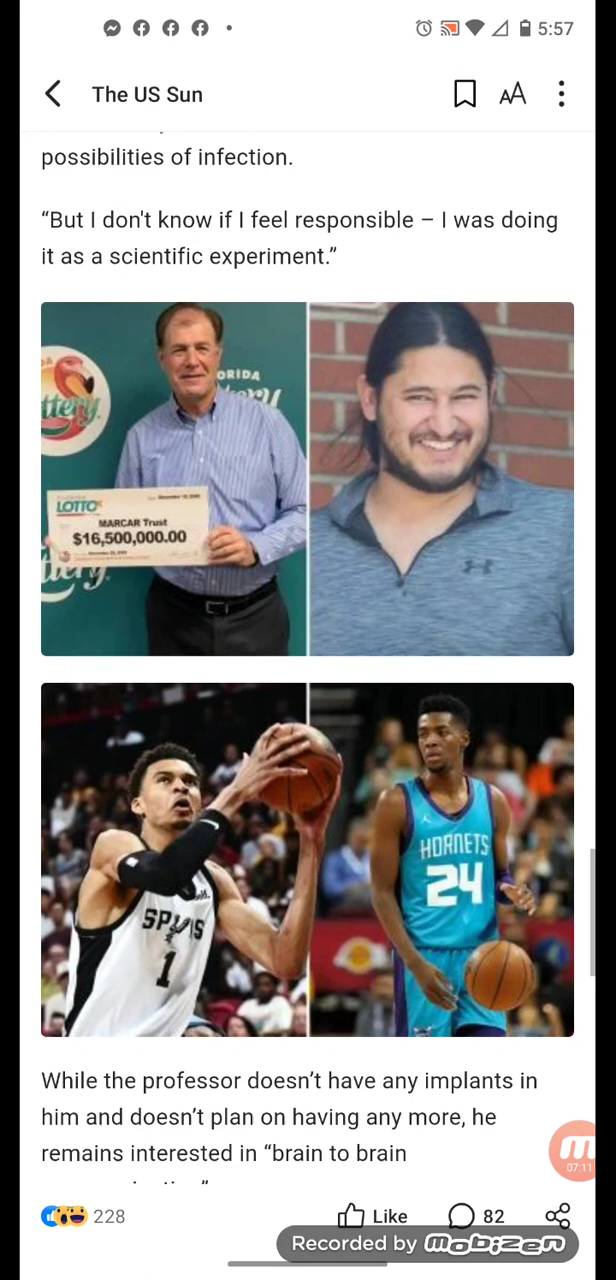 5:57
The US Sun
possibilities of infection.
“But I don't know if I feel responsible – I was doing
it as a scientific experiment.”
ORIDA
ttery
LOTTO
MARCAR Trust
$16,500,000.00
SPURS
1
HORNETS
24
While the professor doesn’t have any implants in
him and doesn’t plan on having any more, he
remains interested in “brain to brain
07:11
228
Like
82
Recorded by mobizen